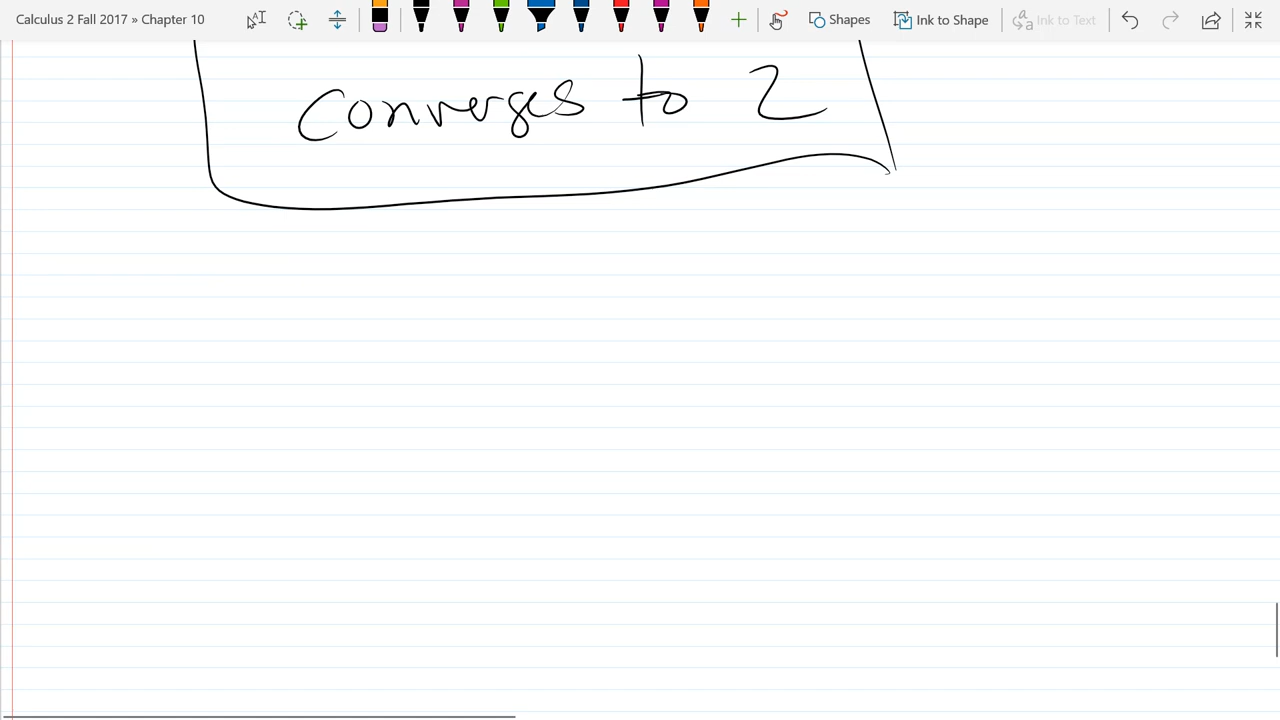 Calculus 2 Fall 2017 » Chapter 10
Shapes
Ink to Shape
Ink to Text
Converges to 2